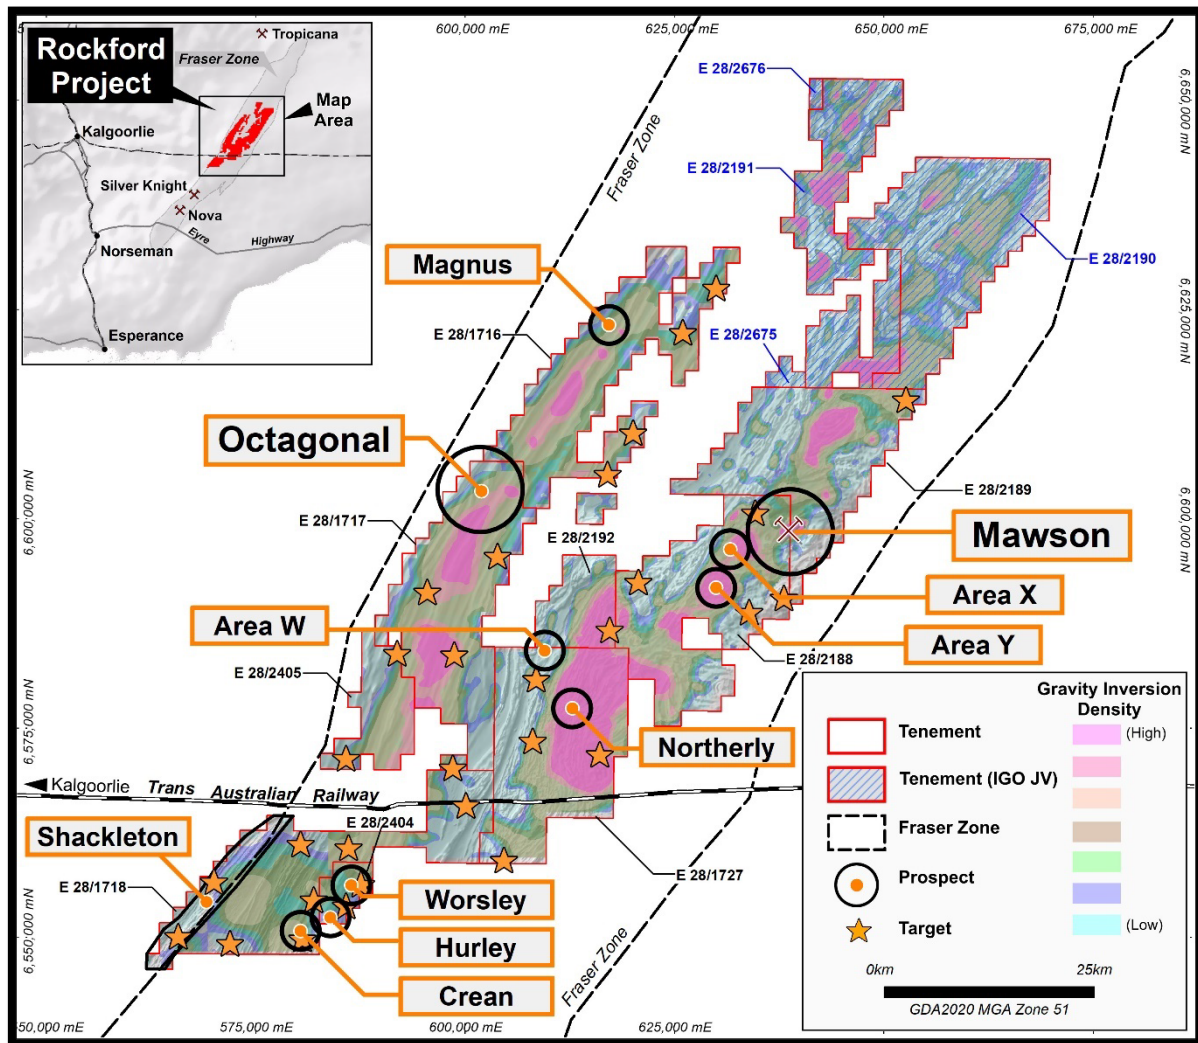 600,000 mE
625,000 mE
650,000 mE
675,000 mE
Tropicana
Fraser Zone
Rockford
Project
Map
Area
Kalgoorlie
Silver Knight
Nova
Norseman
Eyre
Highway
Esperance
Fraser Zone
E 28/2676
6,650,000 mN
E 28/2191
E 28/2190
Magnus
6,625,000 mN
E 28/1716
E 28/2675
Octagonal
E 28/2189
6,600,000 mN
6,600,000 mN
E 28/1717
E 28/2192
Mawson
Area X
Area W
Area Y
E 28/2188
E 28/2405
Northerly
6,575,000 mN
Kalgoorlie
Trans Australian Railway
E 28/2404
Shackleton
E 28/1718
E 28/1727
Worsley
Hurley
Crean
6,550,000 mN
Fraser Zone
Tenement
Tenement (IGO JV)
Fraser Zone
Prospect
Target
Gravity Inversion
Density
(High)
(Low)
0km
25km
GDA2020 MGA Zone 51
50,000 mE
575,000 mE
600,000 mE
625,000 mE